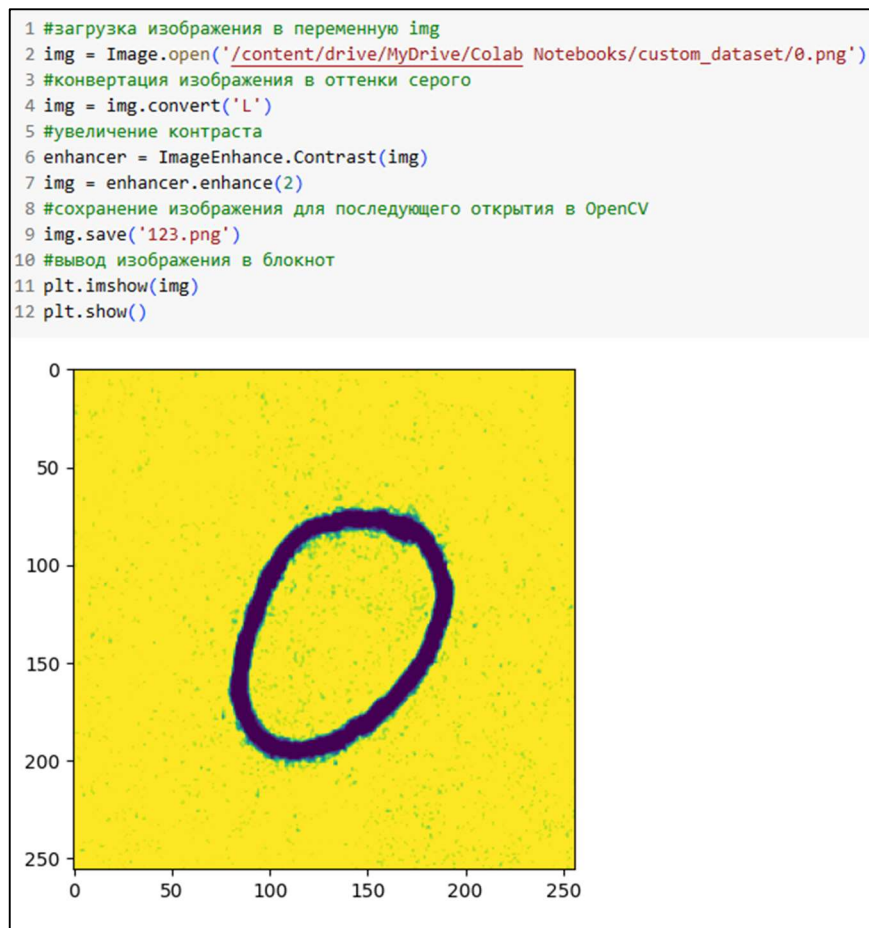 1 #загрузка изображения в переменную img
2 img = Image.open('/content/drive/MyDrive/Colab Notebooks/custom_dataset/0.png')
3 #конвертация изображения в оттенки серого
4 img = img.convert('L')
5 #увеличение контраста
6 enhancer = ImageEnhance.Contrast(img)
7 img = enhancer.enhance(2)
8 #сохранение изображения для последующего открытия в OpenCV
9 img.save('123.png')
10 #вывод изображения в блокнот
11 plt.imshow(img)
12 plt.show()
0
50
100
150
200
250
0 50 100 150 200 250